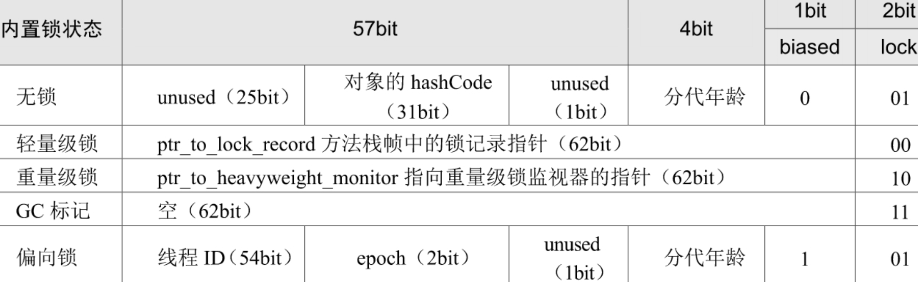 内置锁状态 57bit 4bit 1bit 2bit
biased lock
无锁 unused（25bit） 对象的 hashCode（31bit） unused（1bit） 分代年龄 0 01
轻量级锁 ptr_to_lock_record 方法栈帧中的锁记录指针（62bit） 00
重量级锁 ptr_to_heavyweight_monitor 指向重量级锁监视器的指针（62bit） 10
GC 标记 空（62bit） 11
偏向锁 线程 ID（54bit） epoch（2bit） unused（1bit） 分代年龄 1 01